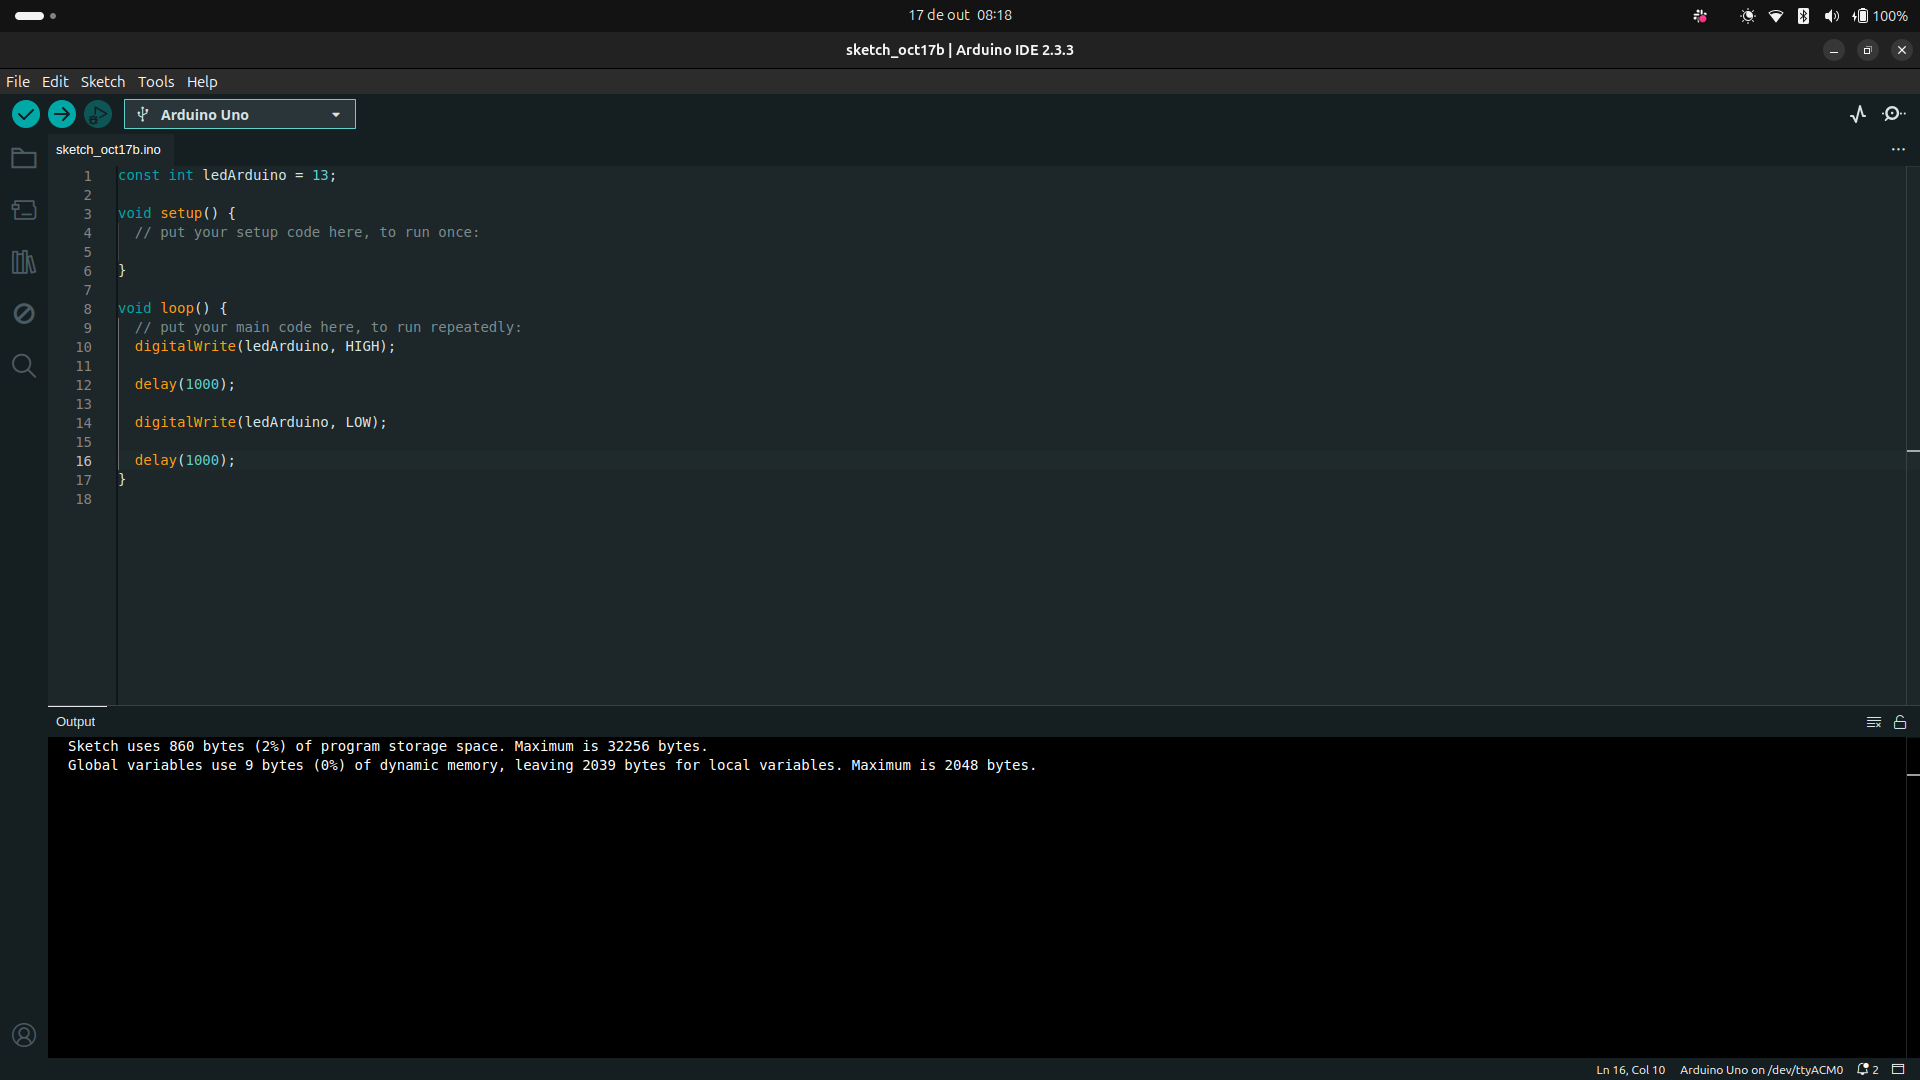 17 de out 08:18
100%
sketch_oct17b | Arduino IDE 2.3.3
File Edit Sketch Tools Help
Arduino Uno
sketch_oct17b.ino
1 const int ledArduino = 13;
2
3 void setup() {
4 // put your setup code here, to run once:
5
6 }
7
8 void loop() {
9 // put your main code here, to run repeatedly:
10 digitalWrite(ledArduino, HIGH);
11
12 delay(1000);
13
14 digitalWrite(ledArduino, LOW);
15
16 delay(1000);
17 }
18
Output
Sketch uses 860 bytes (2%) of program storage space. Maximum is 32256 bytes.
Global variables use 9 bytes (0%) of dynamic memory, leaving 2039 bytes for local variables. Maximum is 2048 bytes.
Ln 16, Col 10 Arduino Uno on /dev/ttyACM0 2